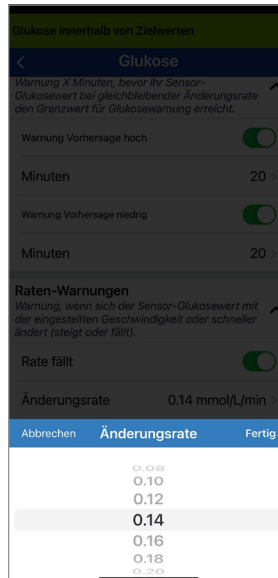 Glukose innerhalb von Zielwerten
Glukose
Warnung X Minuten, bevor Ihr Sensor-
Glukosewert bei gleichbleibender Änderungsrate
den Grenzwert für Glukosewarnung erreicht.
Warnung Vorhersage hoch
Minuten 20
Warnung Vorhersage niedrig
Minuten 20
Raten-Warnungen
Warnung, wenn sich der Sensor-Glukosewert mit
der eingestellten Geschwindigkeit oder schneller
ändert (steigt oder fällt).
Rate fällt
Änderungsrate 0.14 mmol/L/min
Abbrechen Änderungsrate Fertig
0.08
0.10
0.12
0.14
0.16
0.18
0.20